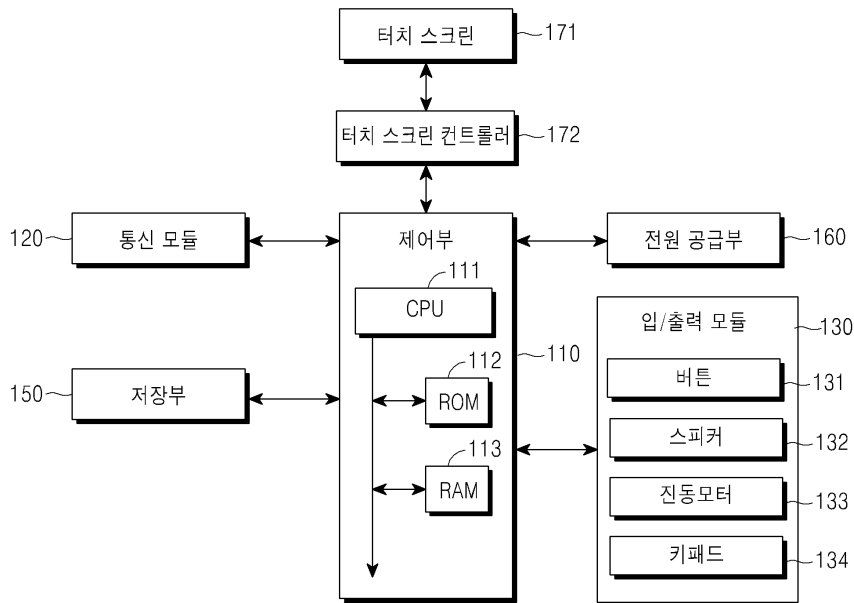 터치 스크린
171
터치 스크린 컨트롤러
172
120
통신 모듈
제어부
전원 공급부
160
111
CPU
입/출력 모듈
130
110
150
저장부
112
ROM
버튼
131
스피커
132
113
RAM
진동모터
133
키패드
134